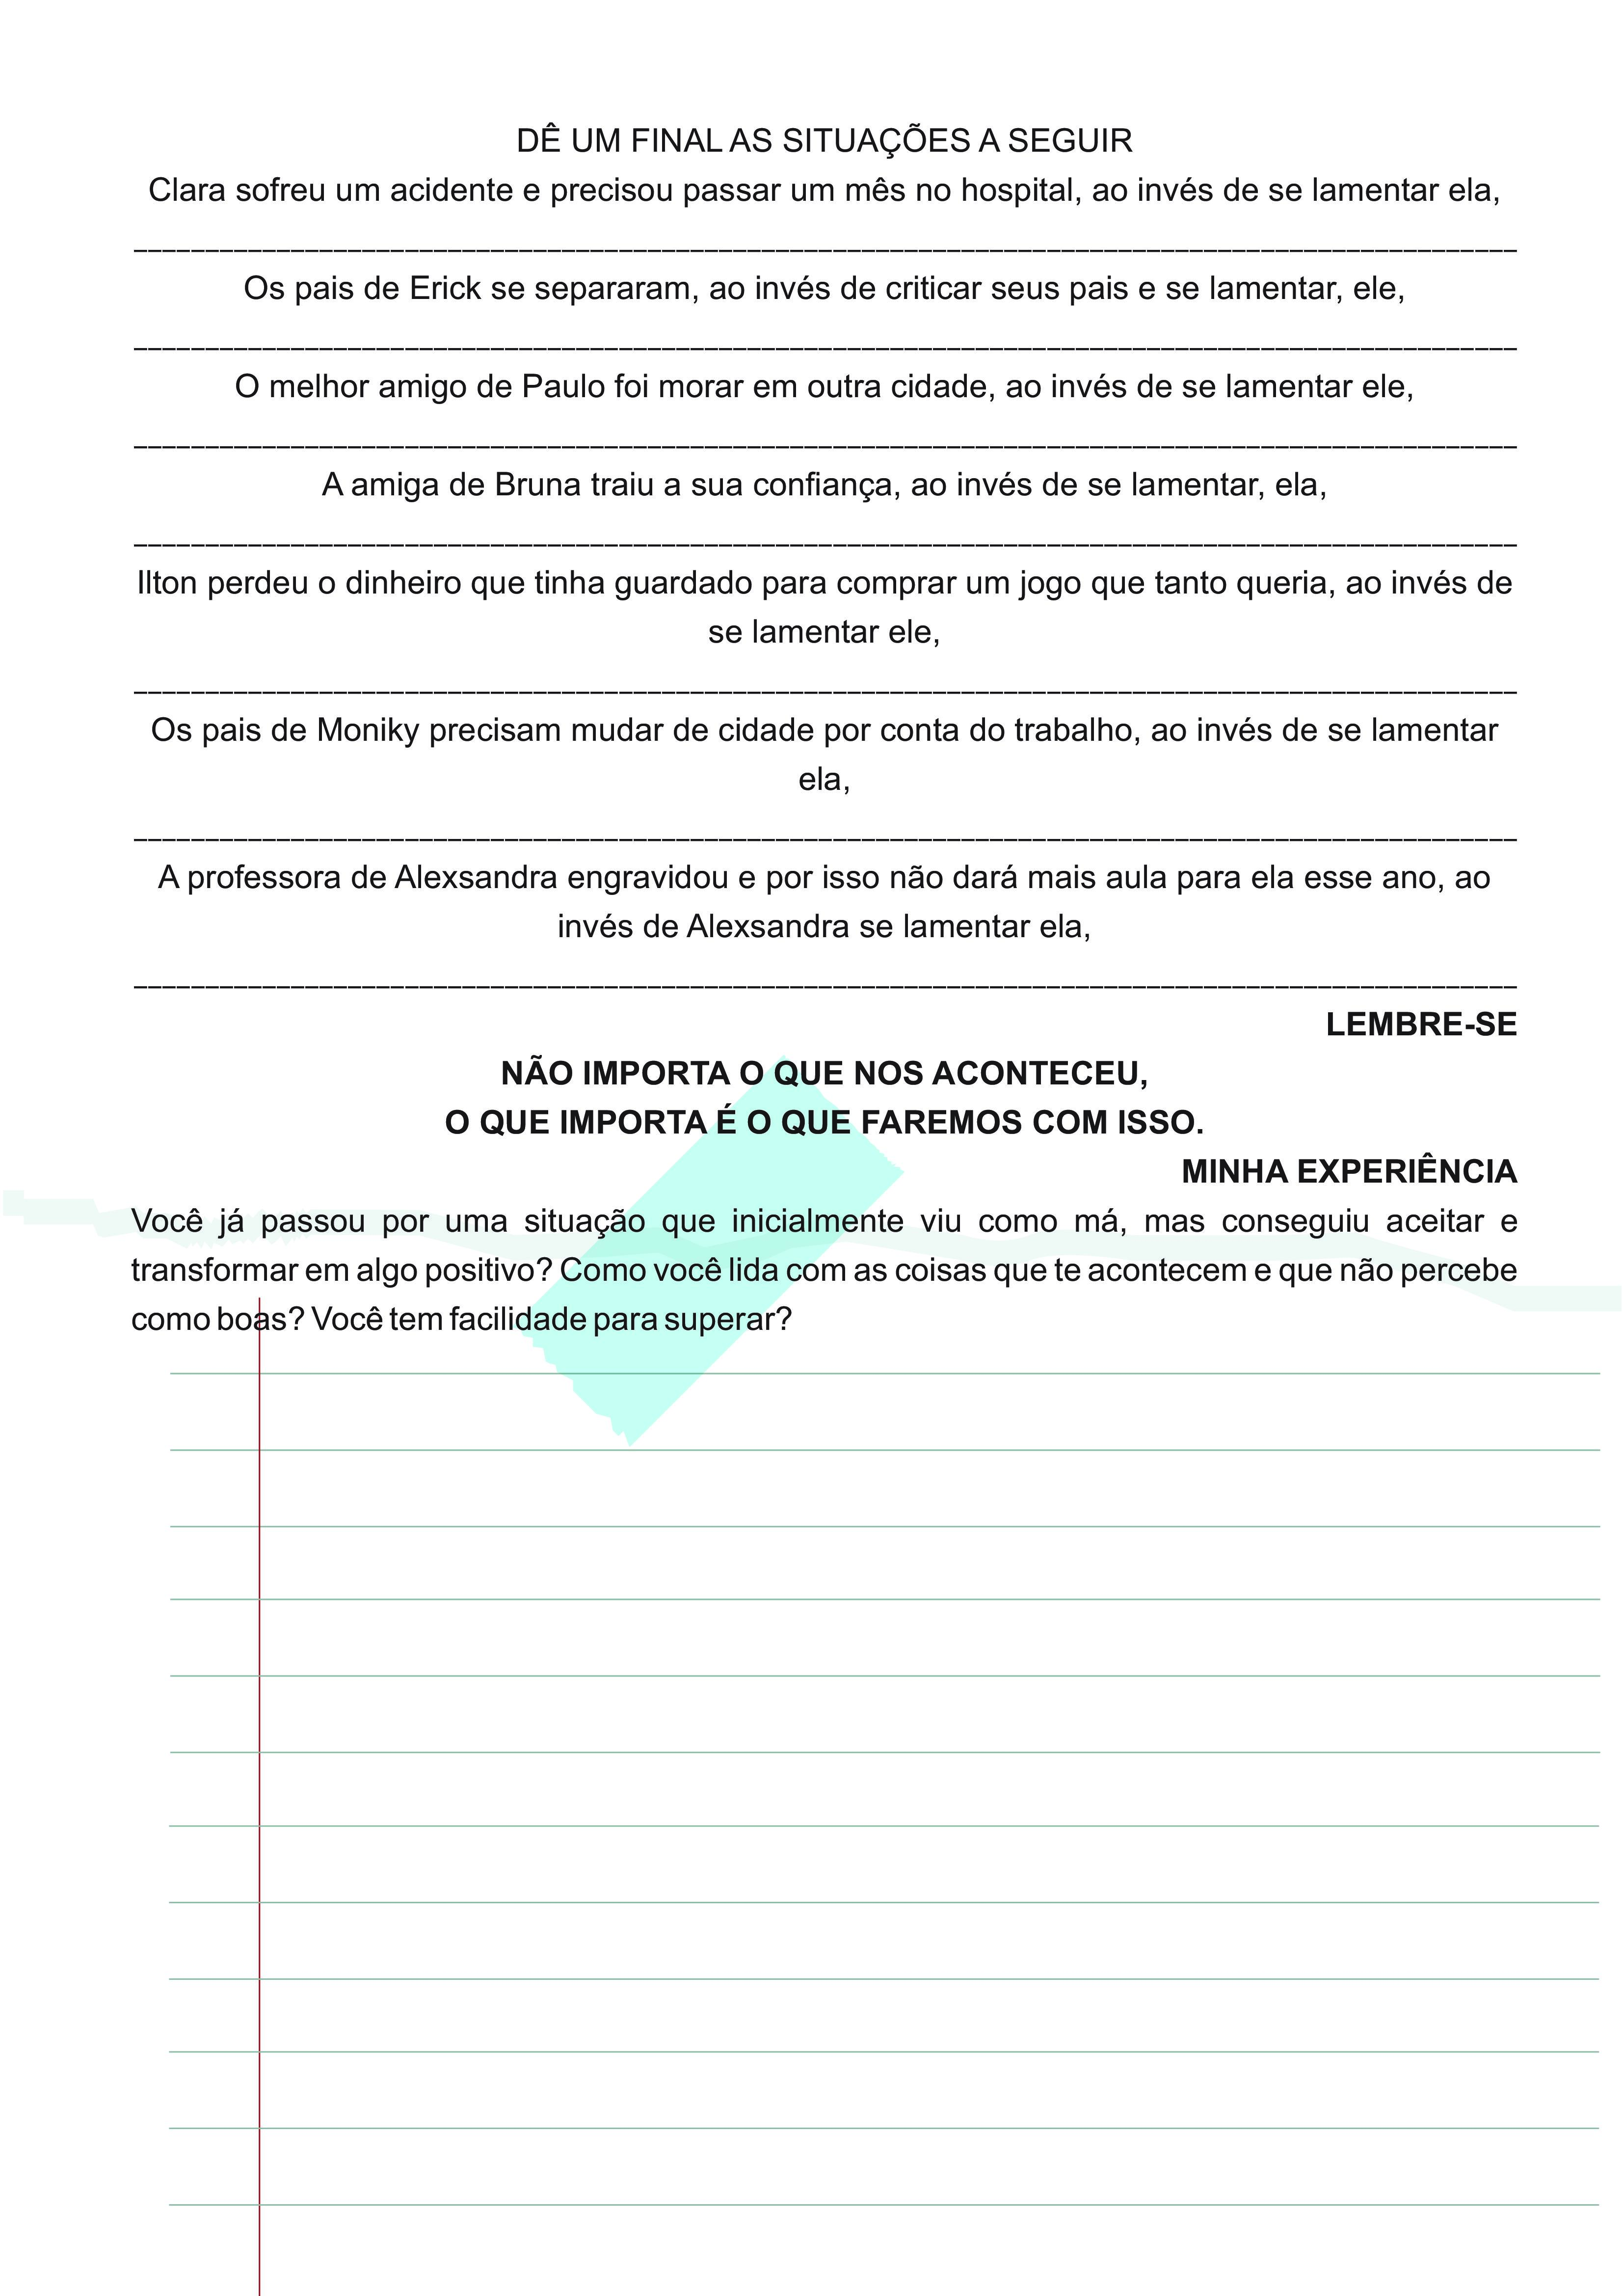 DÊ UM FINAL AS SITUAÇÕES A SEGUIR
Clara sofreu um acidente e precisou passar um mês no hospital, ao invés de se lamentar ela,
Os pais de Erick se separaram, ao invés de criticar seus pais e se lamentar, ele,
O melhor amigo de Paulo foi morar em outra cidade, ao invés de se lamentar ele,
A amiga de Bruna traiu a sua confiança, ao invés de se lamentar, ela,
Ilton perdeu o dinheiro que tinha guardado para comprar um jogo que tanto queria, ao invés de
se lamentar ele,
Os pais de Moniky precisam mudar de cidade por conta do trabalho, ao invés de se lamentar
ela,
A professora de Alexsandra engravidou e por isso não dará mais aula para ela esse ano, ao
invés de Alexsandra se lamentar ela,
LEMBRE-SE
NÃO IMPORTA O QUE NOS ACONTECEU,
O QUE IMPORTA É O QUE FAREMOS COM ISSO.
MINHA EXPERIÊNCIA
Você já passou por uma situação que inicialmente viu como má, mas conseguiu aceitar e
transformar em algo positivo? Como você lida com as coisas que te acontecem e que não percebe
como boas? Você tem facilidade para superar?